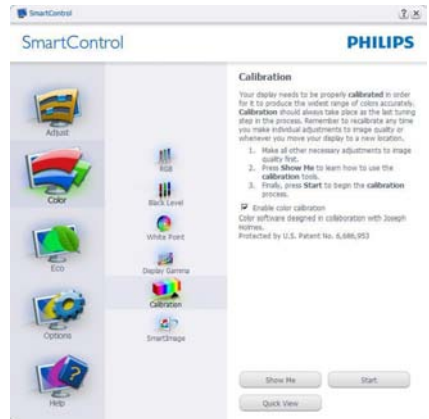 SmartControl
SmartControl
PHILIPS
Adjust
Color
Eco
Options
Help
RGB
Black Level
White Point
Display Gamma
Calibration
SmartImage
Calibration
Your display needs to be properly calibrated in order
for it to produce the widest range of colors accurately.
Calibration should always take place as the last tuning
step in the process. Remember to recalibrate any time
you make individual adjustments to image quality or
whenever you move your display to a new location.
1. Make all other necessary adjustments to image
quality first.
2. Press Show Me to learn how to use the
calibration tools.
3. Finally, press Start to begin the calibration
process.
Enable color calibration
Color software designed in collaboration with Joseph
Holmes.
Protected by U.S. Patent No. 6,686,953
Show Me
Start
Quick View